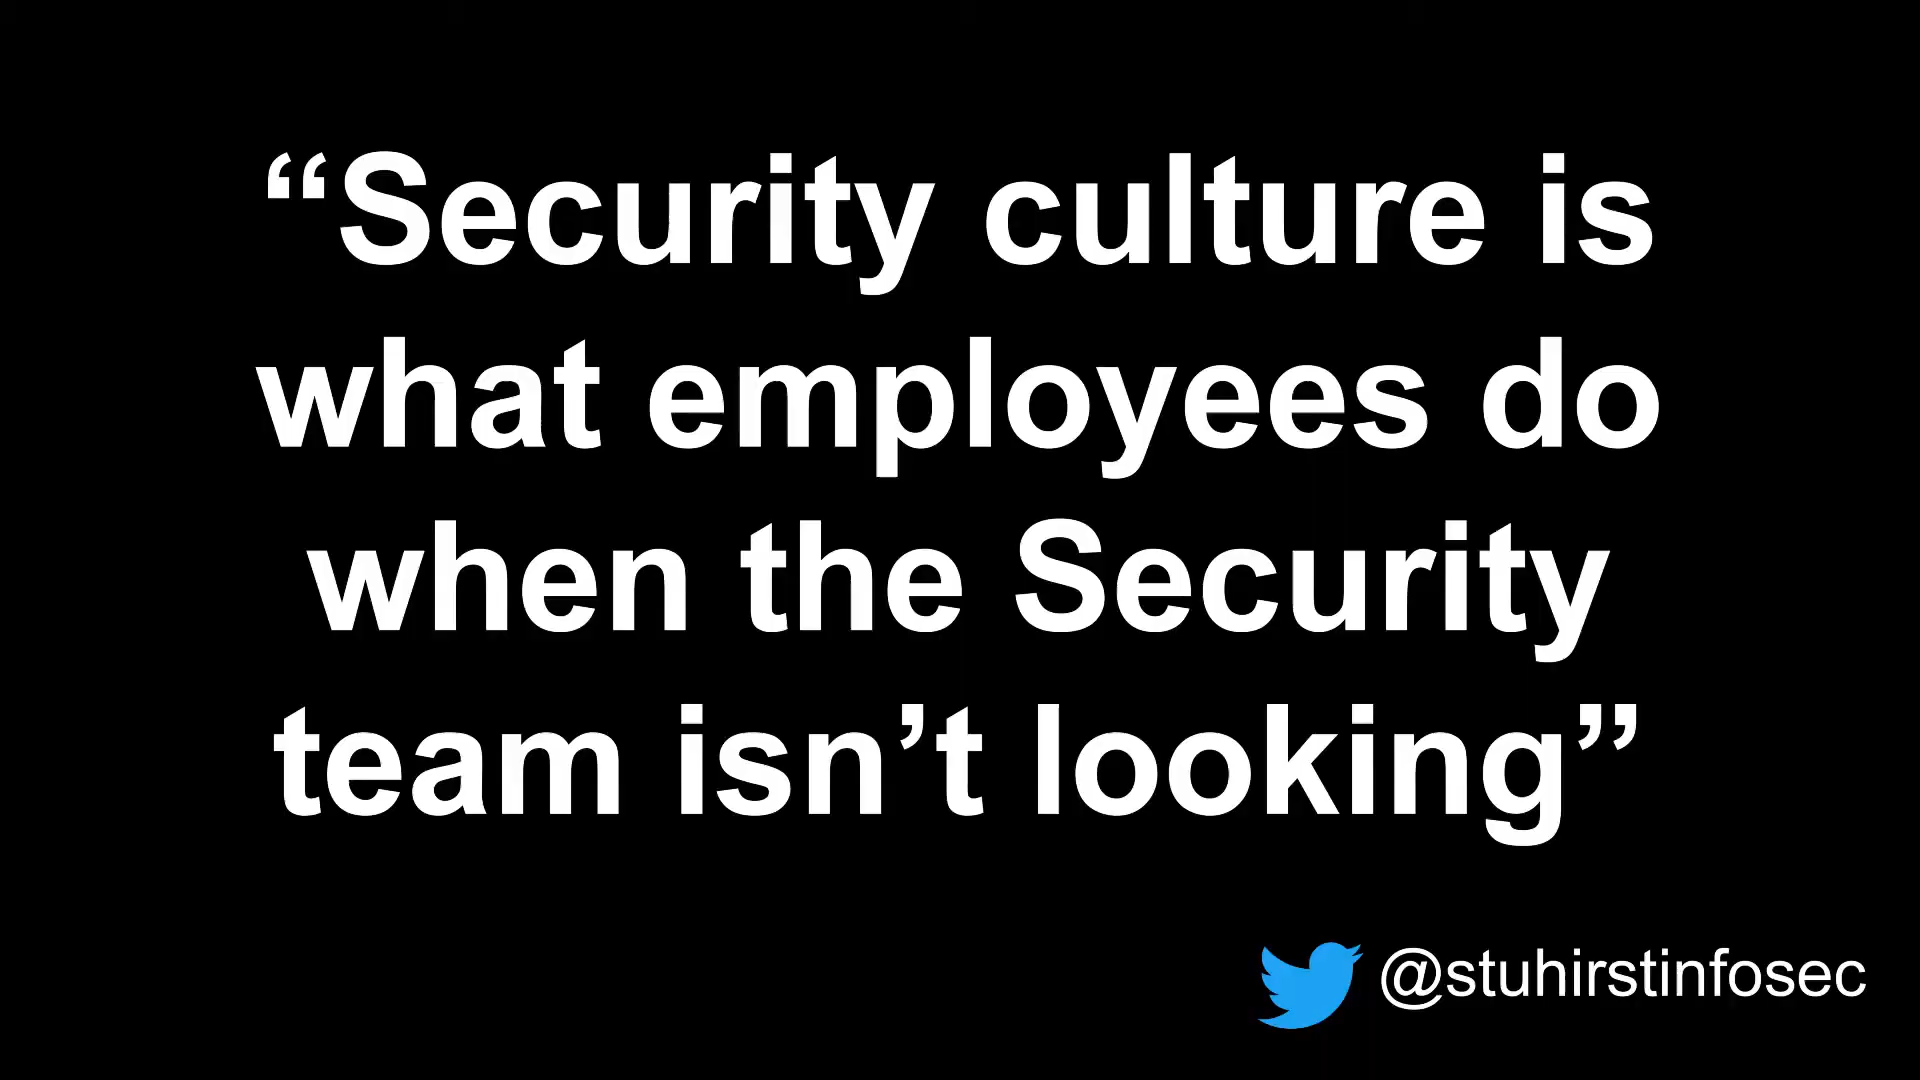 “Security culture is
what employees do
when the Security
team isn’t looking”
@stuhirstinfosec